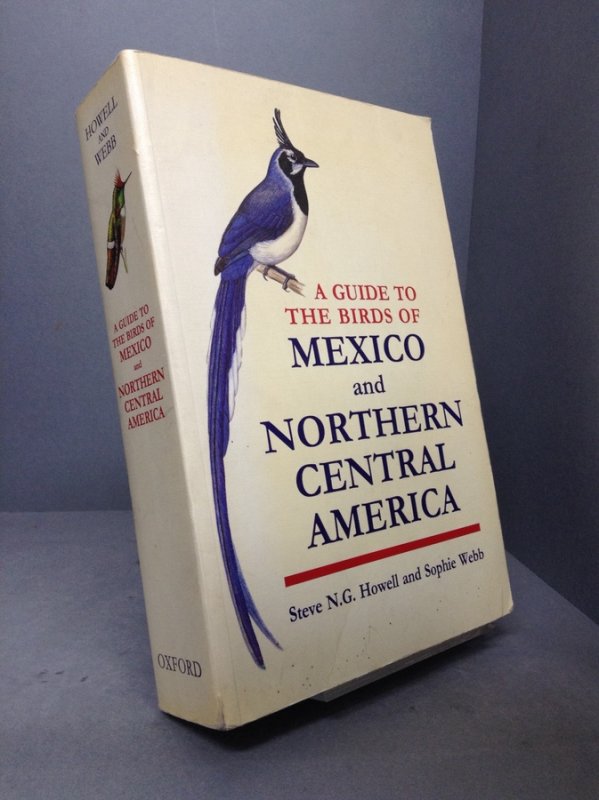 HOWELL
AND
WEBB
A GUIDE TO
THE BIRDS OF
MEXICO
and
NORTHERN
CENTRAL
AMERICA
OXFORD
A GUIDE TO
THE BIRDS OF
MEXICO
and
NORTHERN
CENTRAL
AMERICA
Steve N.G. Howell and Sophie Webb